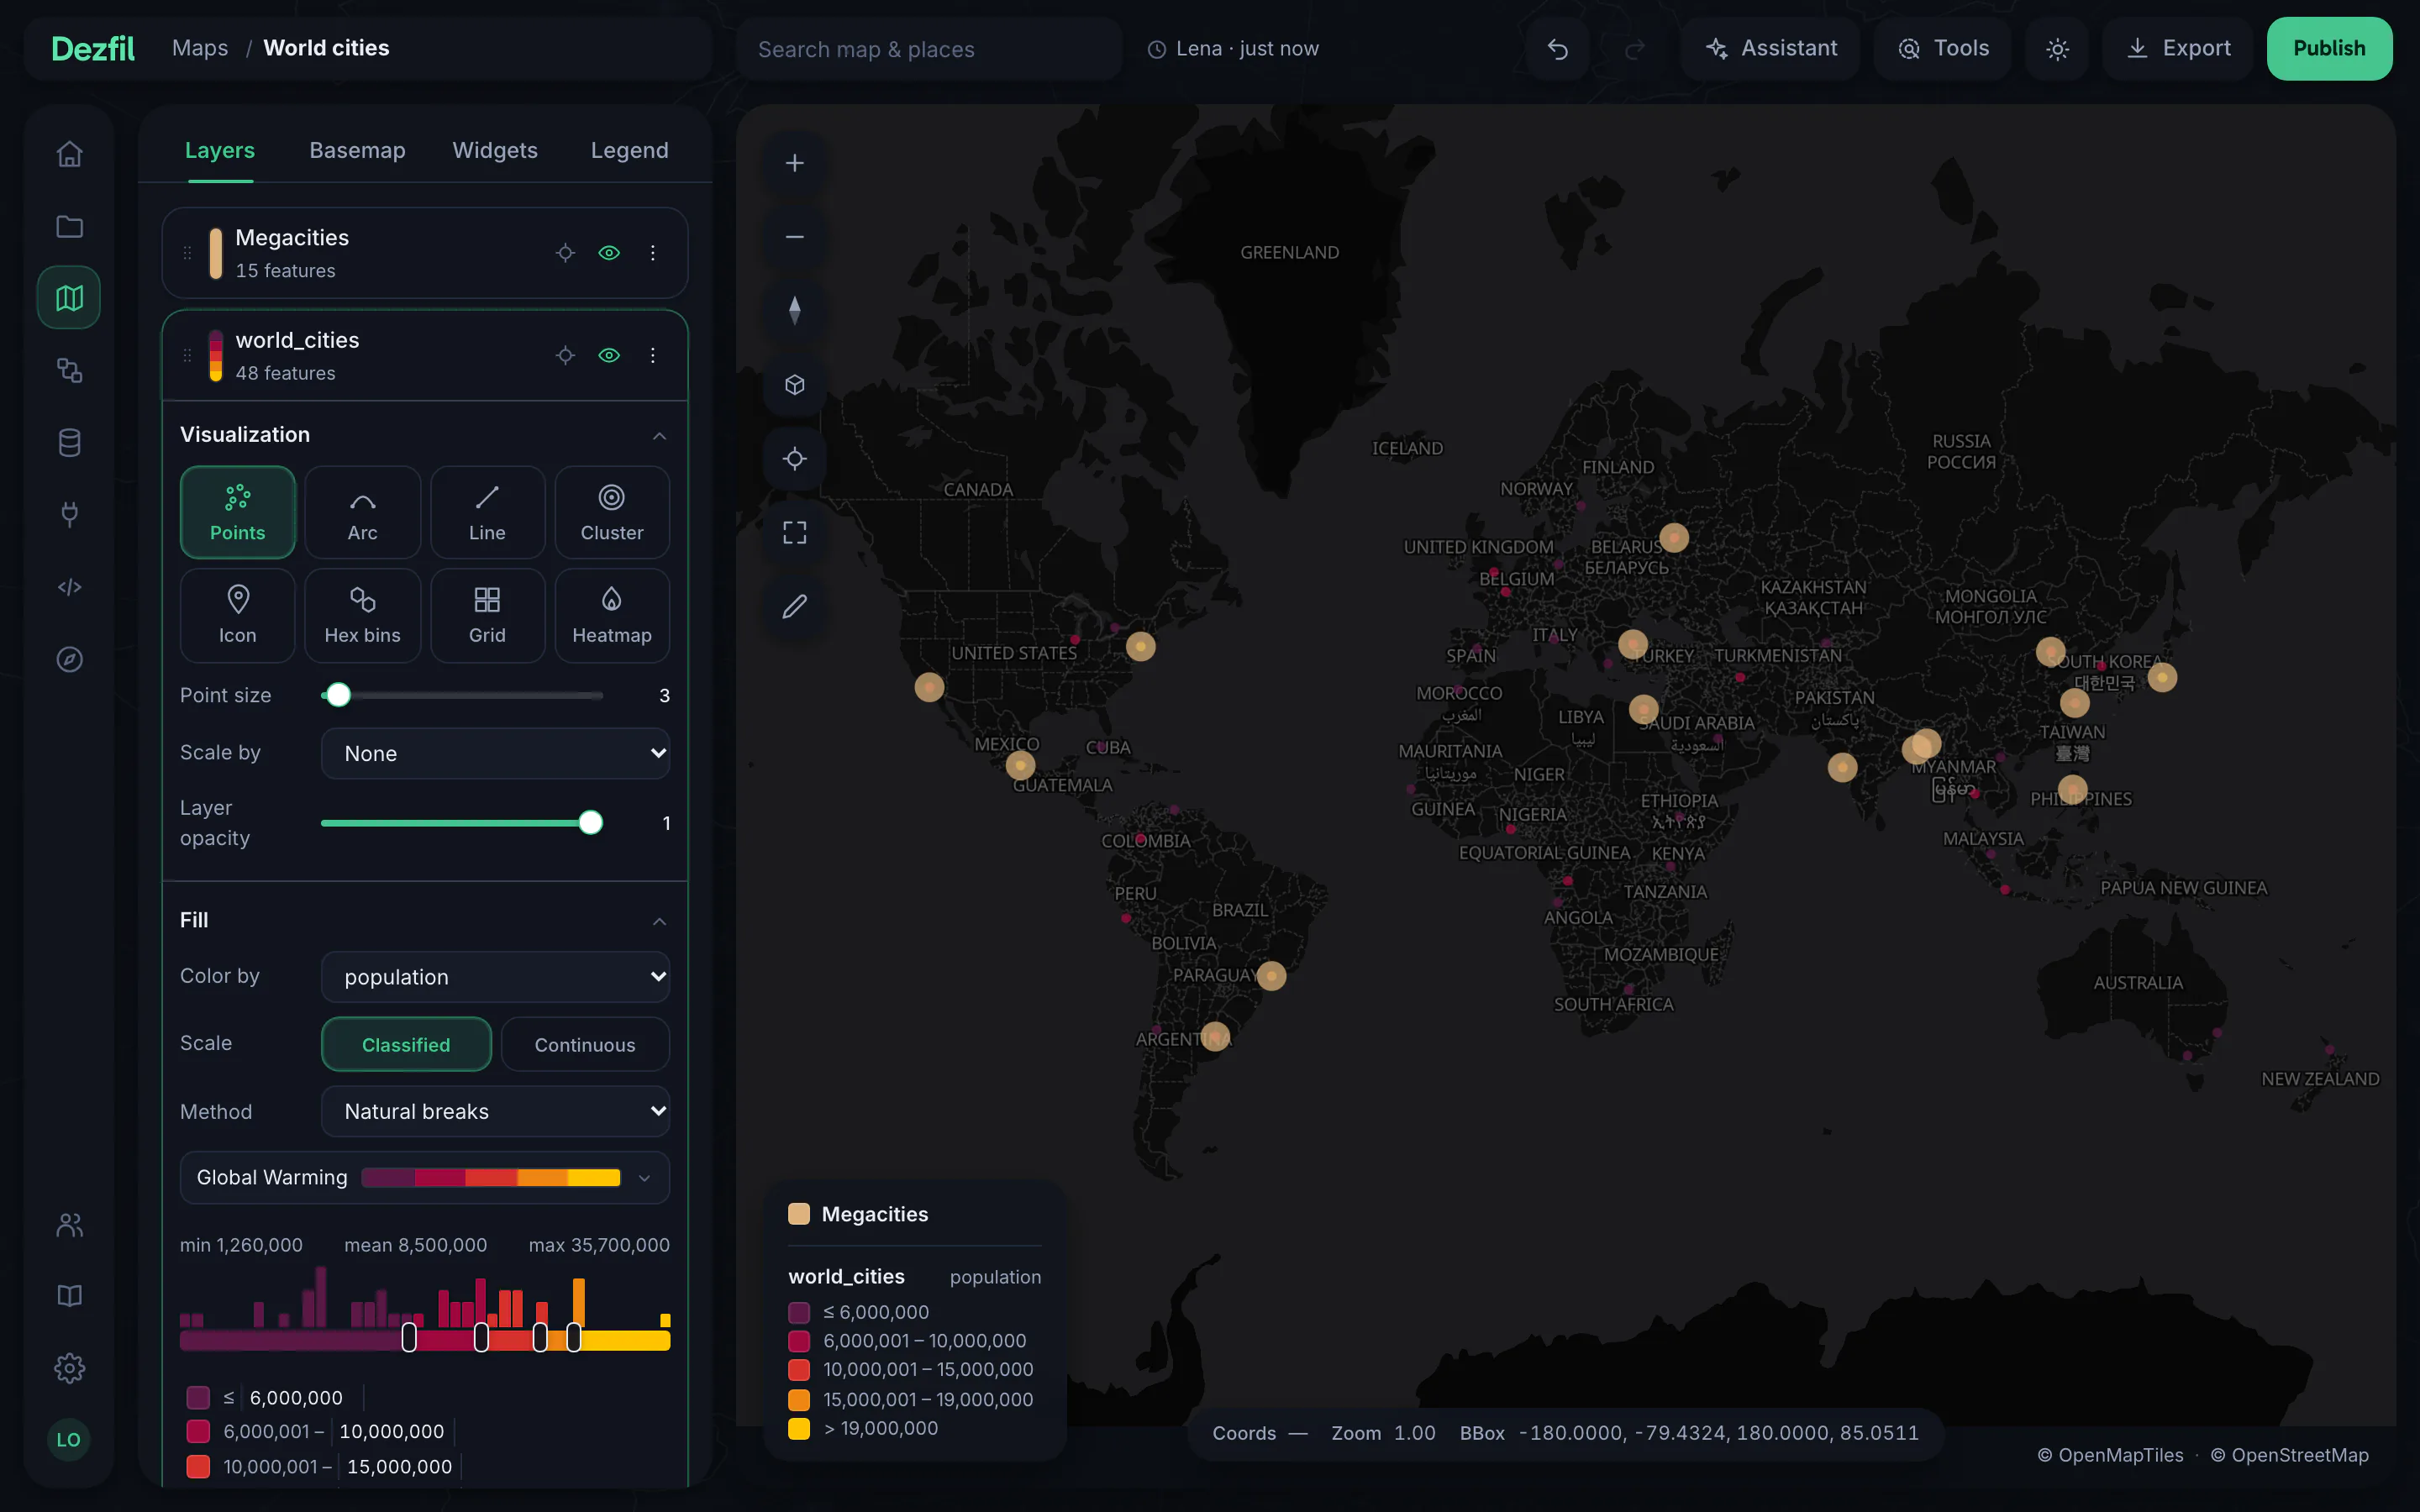 Dezfil
Maps / World cities
Search map & places
Lena · just now
Assistant
Tools
Export
Publish
Layers
Basemap
Widgets
Legend
Megacities
15 features
world_cities
48 features
Visualization
Points
Arc
Line
Cluster
Icon
Hex bins
Grid
Heatmap
Point size
3
Scale by
None
Layer
opacity
1
Fill
Color by
population
Scale
Classified
Continuous
Method
Natural breaks
Global Warming
min 1,260,000
mean 8,500,000
max 35,700,000
≤ 6,000,000
6,000,001 – 10,000,000
10,000,001 – 15,000,000
LO
GREENLAND
ICELAND
RUSSIA
РОССИЯ
FINLAND
NORWAY
CANADA
UNITED KINGDOM
BELARUS
БЕЛАРУСЬ
BELGIUM
KAZAKHSTAN
ҚАЗАҚСТАН
MONGOLIA
МОНГОЛ УЛС
ITALY
UNITED STATES
SPAIN
TURKEY
TURKMENISTAN
SOUTH KOREA
대한민국
MOROCCO
المغرب
PAKISTAN
پاکستان
LIBYA
ليبيا
SAUDI ARABIA
السعودية
TAIWAN
臺灣
MEXICO
CUBA
MAURITANIA
موريتانيا
NIGER
MYANMAR
မြန်မာ
GUATEMALA
GUINEA
NIGERIA
ETHIOPIA
ኢትዮጵያ
PHILIPPINES
COLOMBIA
EQUATORIAL GUINEA
KENYA
MALAYSIA
PERU
TANZANIA
PAPUA NEW GUINEA
BRAZIL
ANGOLA
BOLIVIA
MOZAMBIQUE
PARAGUAY
AUSTRALIA
SOUTH AFRICA
ARGENTINA
NEW ZEALAND
Megacities
world_cities
population
≤ 6,000,000
6,000,001 – 10,000,000
10,000,001 – 15,000,000
15,000,001 – 19,000,000
> 19,000,000
Coords — Zoom 1.00 BBox -180.0000, -79.4324, 180.0000, 85.0511
© OpenMapTiles · © OpenStreetMap